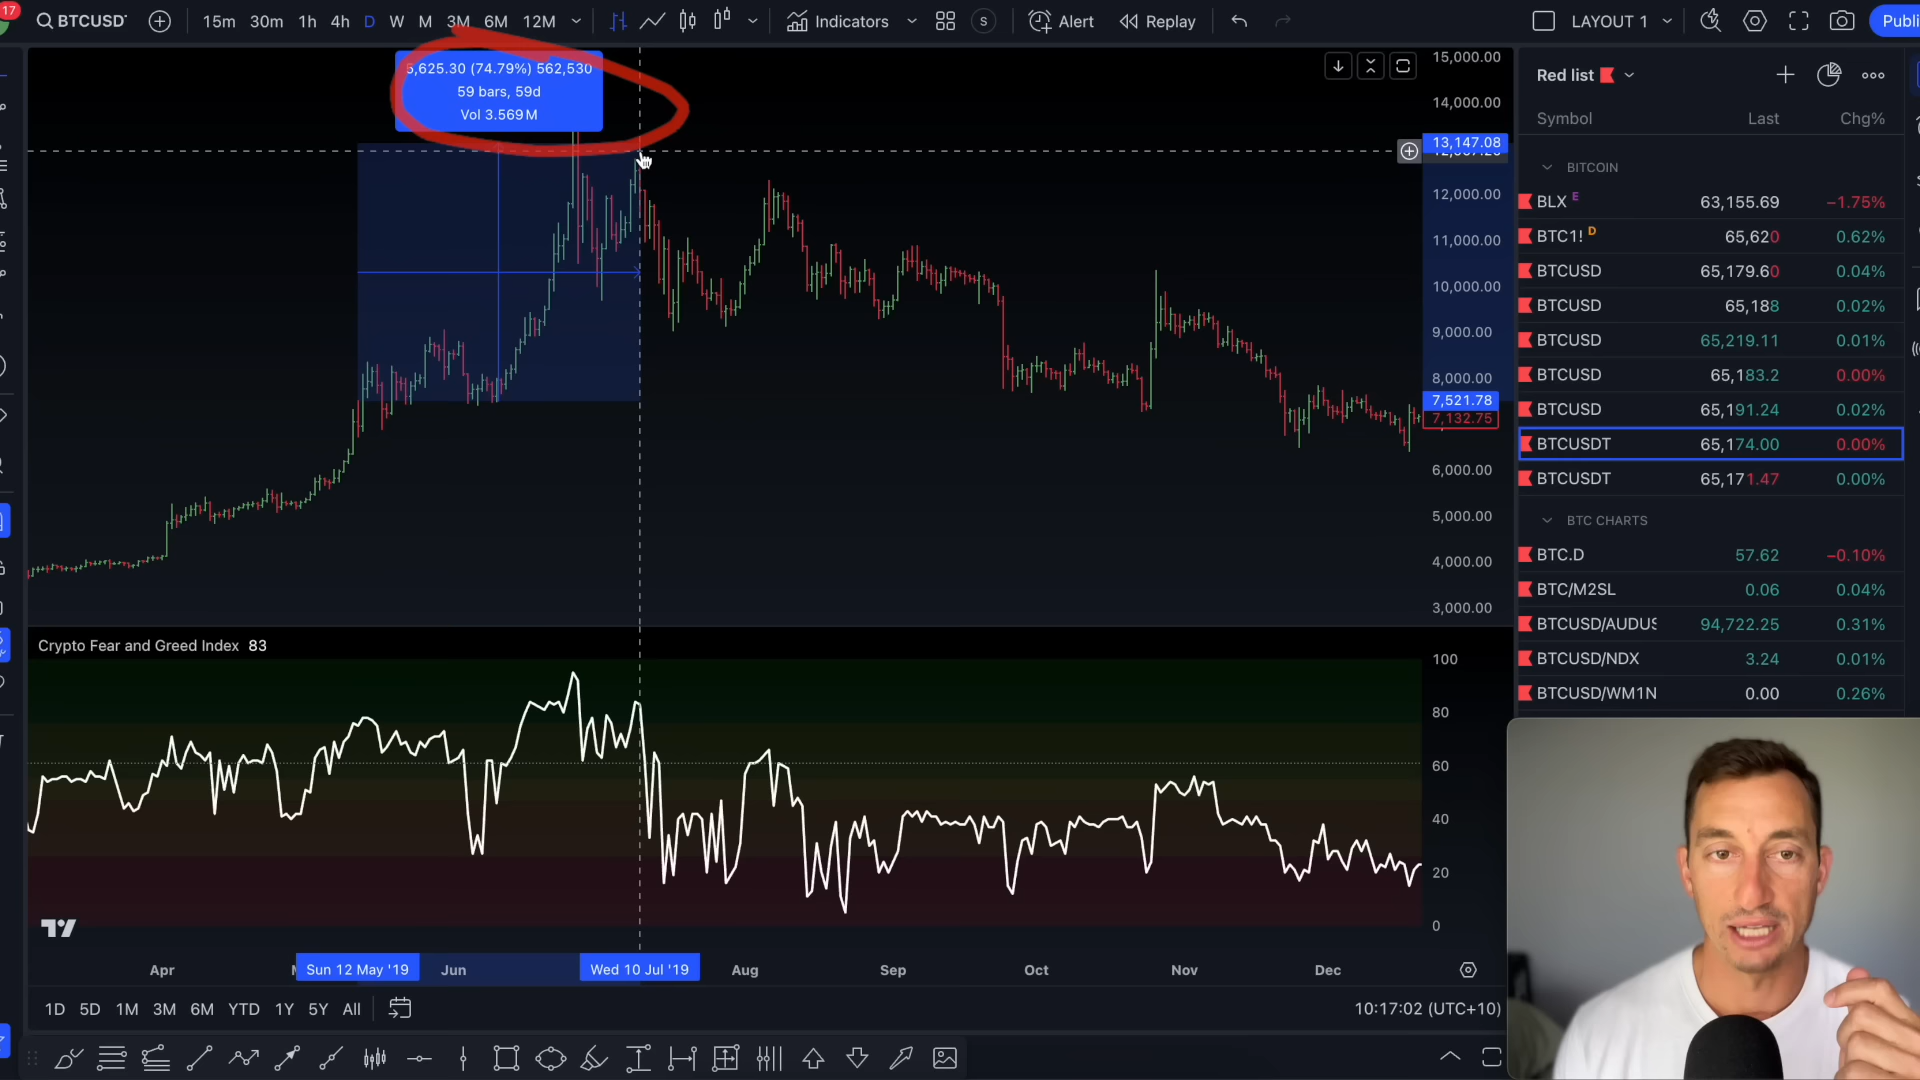 17
BTCUSD
15m 30m 1h 4h D W M 3M 6M 12M
Indicators
S
Alert
Replay
LAYOUT 1
Publi
5,625.30 (74.79%) 562,530
59 bars, 59d
Vol 3.569M
15,000.00
14,000.00
13,147.08
12,000.00
11,000.00
10,000.00
9,000.00
8,000.00
7,521.78
7,132.75
6,000.00
5,000.00
4,000.00
3,000.00
Crypto Fear and Greed Index 83
100
80
60
40
20
0
Apr
Sun 12 May '19
Jun
Wed 10 Jul '19
Aug
Sep
Oct
Nov
Dec
1D 5D 1M 3M 6M YTD 1Y 5Y All
10:17:02 (UTC+10)
Red list
Symbol Last Chg%
BITCOIN
BLX E 63,155.69 −1.75%
BTC1! D 65,620 0.62%
BTCUSD 65,179.60 0.04%
BTCUSD 65,188 0.02%
BTCUSD 65,219.11 0.01%
BTCUSD 65,183.2 0.00%
BTCUSD 65,191.24 0.02%
BTCUSDT 65,174.00 0.00%
BTCUSDT 65,171.47 0.00%
BTC CHARTS
BTC.D 57.62 −0.10%
BTC/M2SL 0.06 0.04%
BTCUSD/AUDUS 94,722.25 0.31%
BTCUSD/NDX 3.24 0.01%
BTCUSD/WM1N 0.00 0.26%